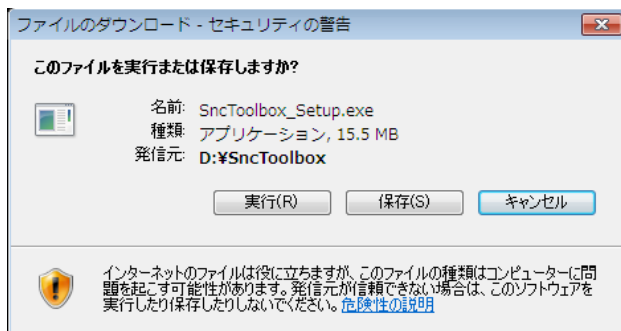 ファイルのダウンロード - セキュリティの警告
このファイルを実行または保存しますか?
名前: SncToolbox_Setup.exe
種類: アプリケーション, 15.5 MB
発信元: D:¥SncToolbox
実行(R) 保存(S) キャンセル
インターネットのファイルは役に立ちますが、このファイルの種類はコンピューターに問
題を起こす可能性があります。発信元が信頼できない場合は、このソフトウェアを
実行したり保存したりしないでください。危険性の説明